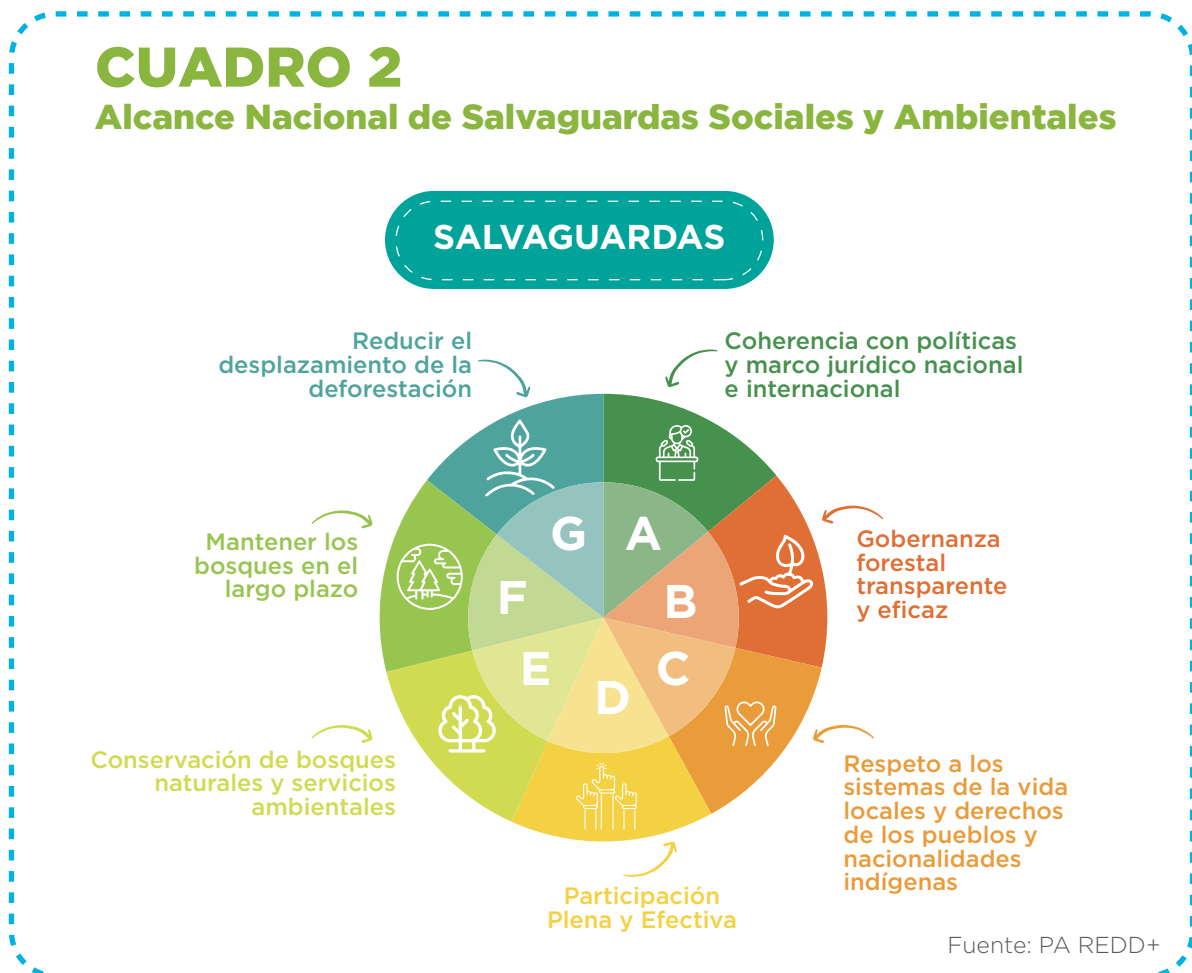 CUADRO 2
Alcance Nacional de Salvaguardas Sociales y Ambientales
SALVAGUARDAS
Reducir el
desplazamiento de la
deforestación
Coherencia con políticas
y marco jurídico nacional
e internacional
G
A
Mantener los
bosques en el
largo plazo
F
B
Gobernanza
forestal
transparente
y eficaz
E
D
C
Conservación de bosques
naturales y servicios
ambientales
Respeto a los
sistemas de la vida
locales y derechos
de los pueblos y
nacionalidades
indígenas
Participación
Plena y Efectiva
Fuente: PA REDD+